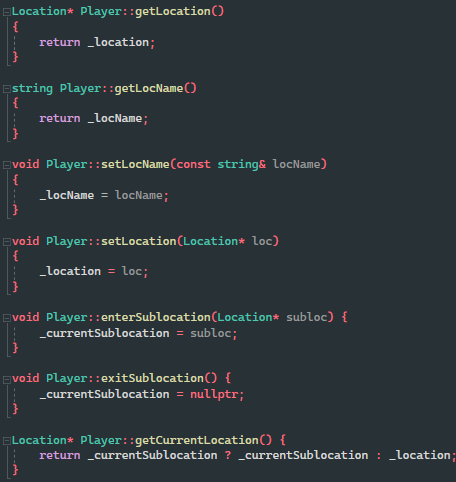 Location* Player::getLocation()
{
    return _location;
}

string Player::getLocName()
{
    return _locName;
}

void Player::setLocName(const string& locName)
{
    _locName = locName;
}

void Player::setLocation(Location* loc)
{
    _location = loc;
}

void Player::enterSublocation(Location* subloc) {
    _currentSublocation = subloc;
}

void Player::exitSublocation() {
    _currentSublocation = nullptr;
}

Location* Player::getCurrentLocation() {
    return _currentSublocation ? _currentSublocation : _location;
}